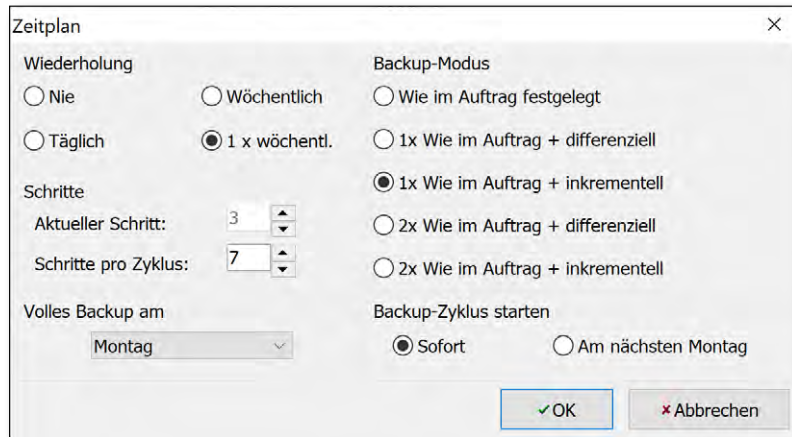 Zeitplan
Wiederholung
Nie
Wöchentlich
Täglich
1 x wöchentl.
Schritte
Aktueller Schritt: 3
Schritte pro Zyklus: 7
Volles Backup am
Montag
Backup-Modus
Wie im Auftrag festgelegt
1x Wie im Auftrag + differenziell
1x Wie im Auftrag + inkrementell
2x Wie im Auftrag + differenziell
2x Wie im Auftrag + inkrementell
Backup-Zyklus starten
Sofort
Am nächsten Montag
OK
Abbrechen